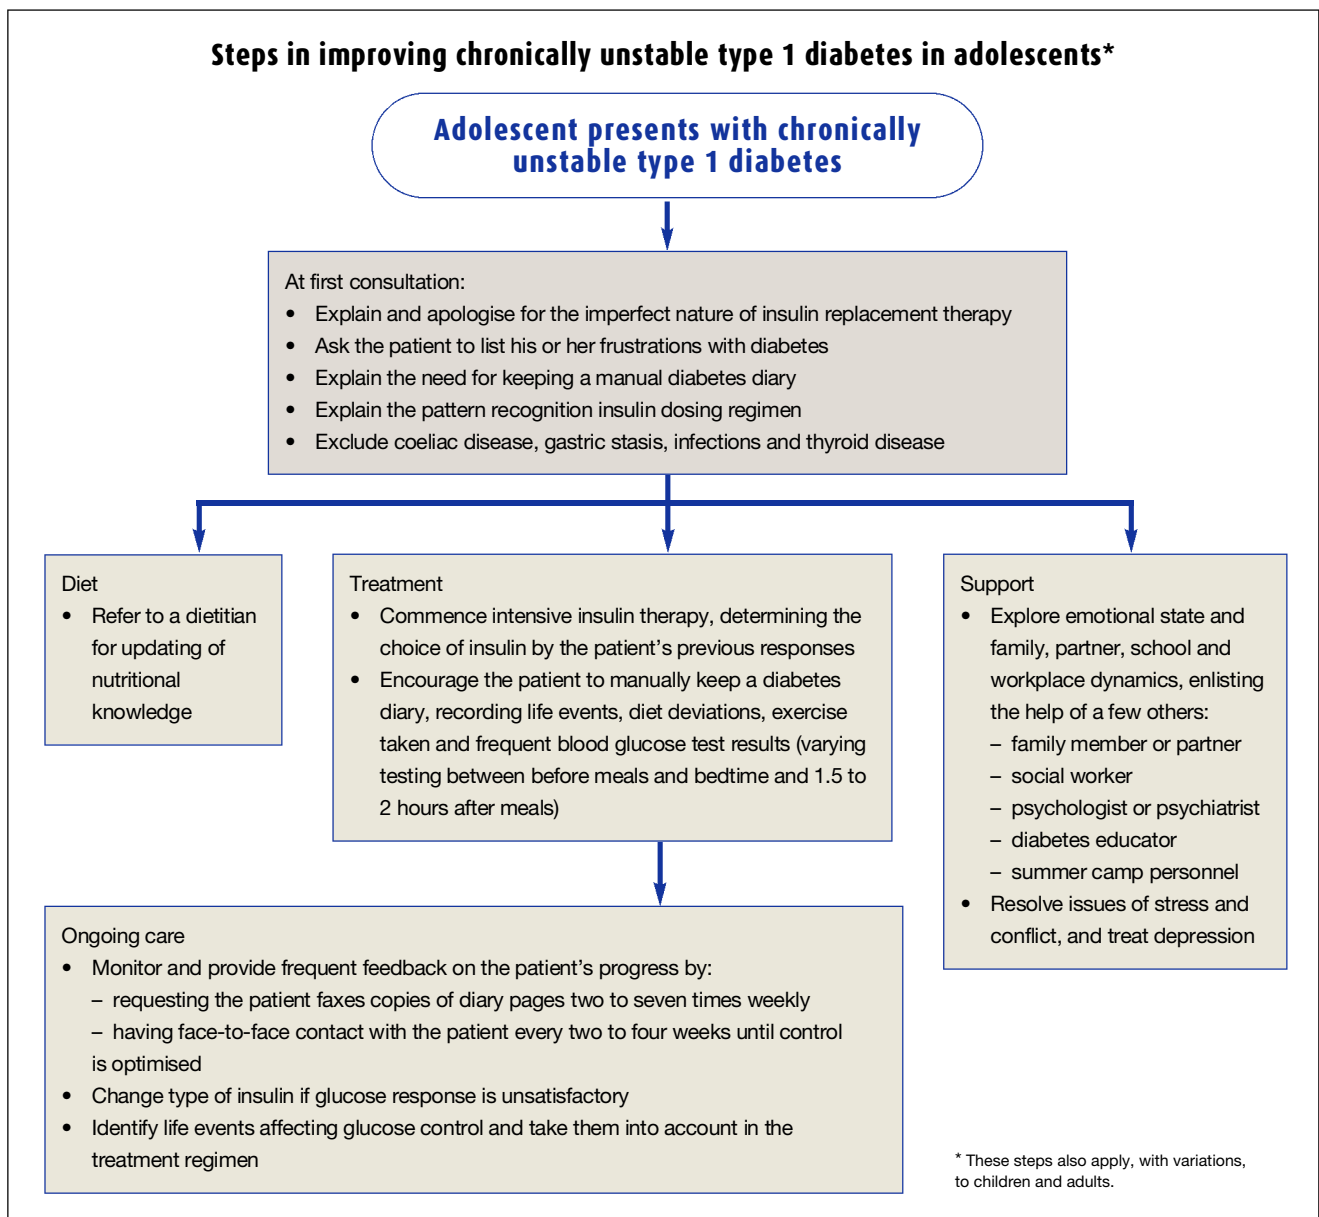 Steps in improving chronically unstable type 1 diabetes in adolescents*
Adolescent presents with chronically
unstable type 1 diabetes
At first consultation:
• Explain and apologise for the imperfect nature of insulin replacement therapy
• Ask the patient to list his or her frustrations with diabetes
• Explain the need for keeping a manual diabetes diary
• Explain the pattern recognition insulin dosing regimen
• Exclude coeliac disease, gastric stasis, infections and thyroid disease
Diet
• Refer to a dietitian
for updating of
nutritional
knowledge
Treatment
• Commence intensive insulin therapy, determining the
choice of insulin by the patient’s previous responses
• Encourage the patient to manually keep a diabetes
diary, recording life events, diet deviations, exercise
taken and frequent blood glucose test results (varying
testing between before meals and bedtime and 1.5 to
2 hours after meals)
Support
• Explore emotional state and
family, partner, school and
workplace dynamics, enlisting
the help of a few others:
– family member or partner
– social worker
– psychologist or psychiatrist
– diabetes educator
– summer camp personnel
• Resolve issues of stress and
conflict, and treat depression
Ongoing care
• Monitor and provide frequent feedback on the patient’s progress by:
– requesting the patient faxes copies of diary pages two to seven times weekly
– having face-to-face contact with the patient every two to four weeks until control
is optimised
• Change type of insulin if glucose response is unsatisfactory
• Identify life events affecting glucose control and take them into account in the
treatment regimen
* These steps also apply, with variations,
to children and adults.